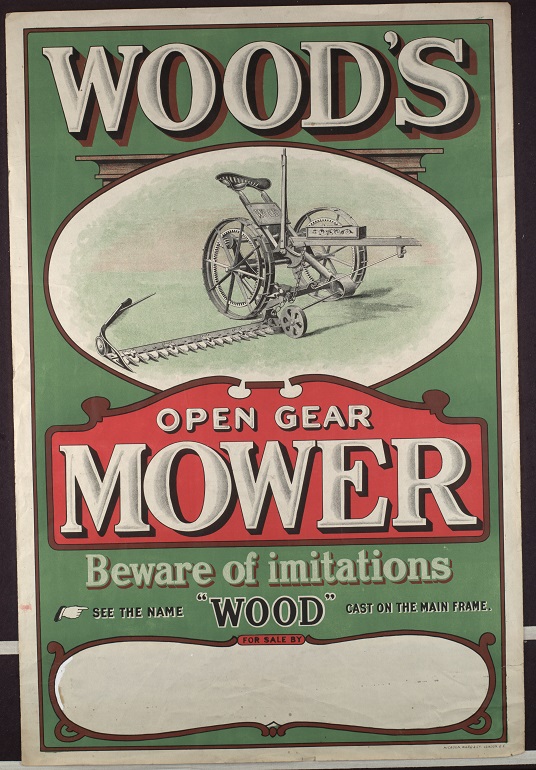 WOOD'S
OPEN GEAR
MOWER
Beware of imitations
SEE THE NAME "WOOD" CAST ON THE MAIN FRAME.
FOR SALE BY